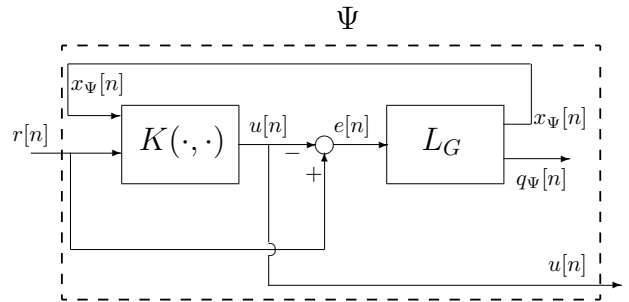 Ψ
x_Ψ[n]
r[n]
K(·, ·)
u[n]
−
e[n]
+
L_G
x_Ψ[n]
q_Ψ[n]
u[n]